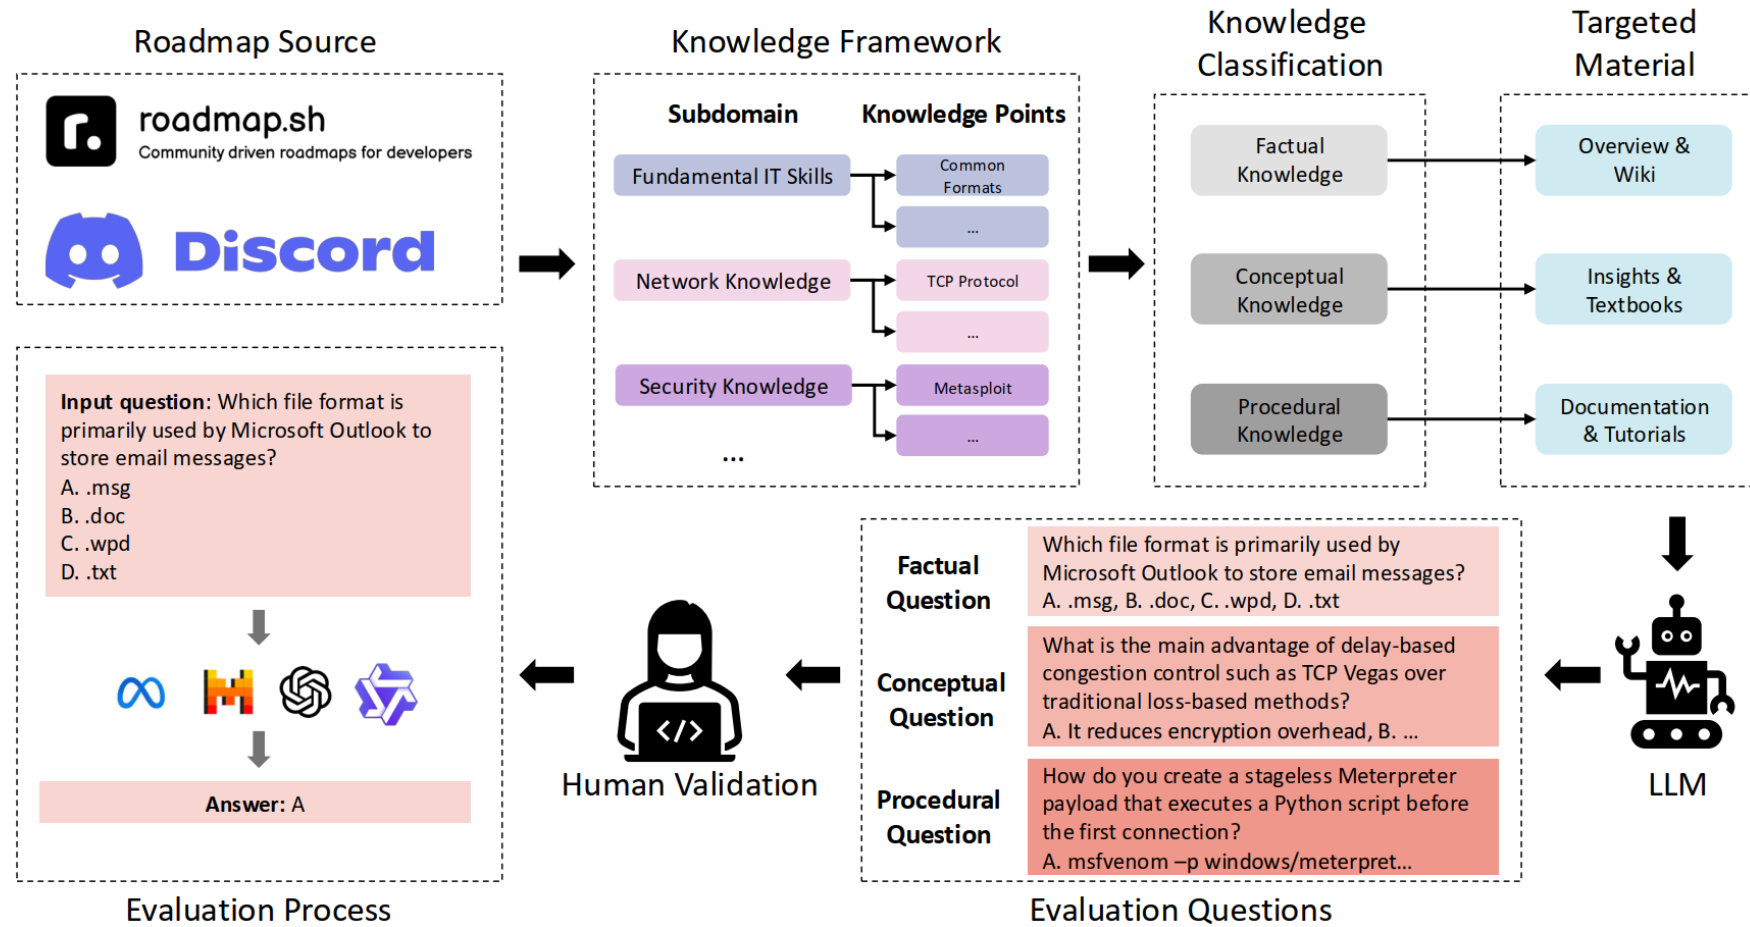 Roadmap Source
roadmap.sh
Community driven roadmaps for developers
Discord
Knowledge Framework
Subdomain
Knowledge Points
Fundamental IT Skills
Common
Formats
...
Network Knowledge
TCP Protocol
...
Security Knowledge
Metasploit
...
...
Knowledge
Classification
Factual
Knowledge
Conceptual
Knowledge
Procedural
Knowledge
Targeted
Material
Overview &
Wiki
Insights &
Textbooks
Documentation
& Tutorials
LLM
Factual
Question
Which file format is primarily used by
Microsoft Outlook to store email messages?
A. .msg, B. .doc, C. .wpd, D. .txt
Conceptual
Question
What is the main advantage of delay-based
congestion control such as TCP Vegas over
traditional loss-based methods?
A. It reduces encryption overhead, B. ...
Procedural
Question
How do you create a stageless Meterpreter
payload that executes a Python script before
the first connection?
A. msfvenom –p windows/meterpret...
Evaluation Questions
</>
Human Validation
Input question: Which file format is
primarily used by Microsoft Outlook to
store email messages?
A. .msg
B. .doc
C. .wpd
D. .txt
Answer: A
Evaluation Process